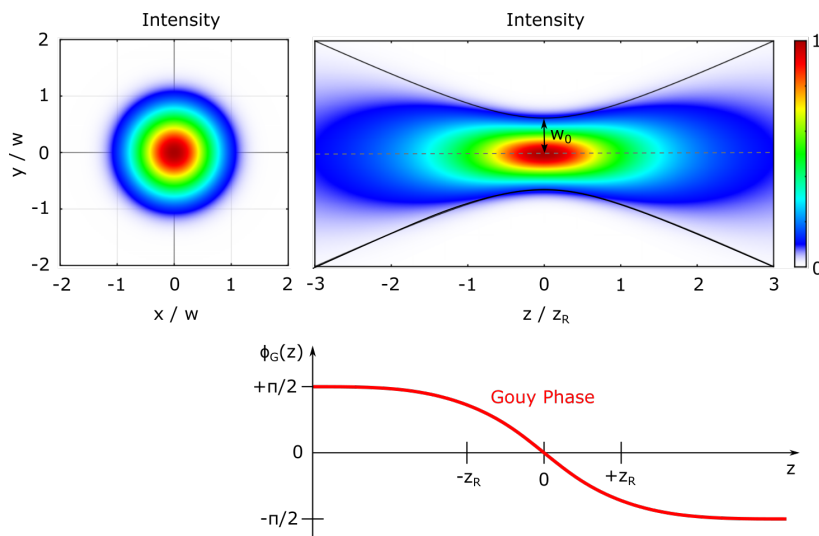 Intensity
2
1
0
-1
-2
y / w
-2
-1
0
1
2
x / w
Intensity
w₀
-3
-2
-1
0
1
2
3
z / zR
1
0
ϕG(z)
+π/2
0
-π/2
Gouy Phase
-zR
0
+zR
z